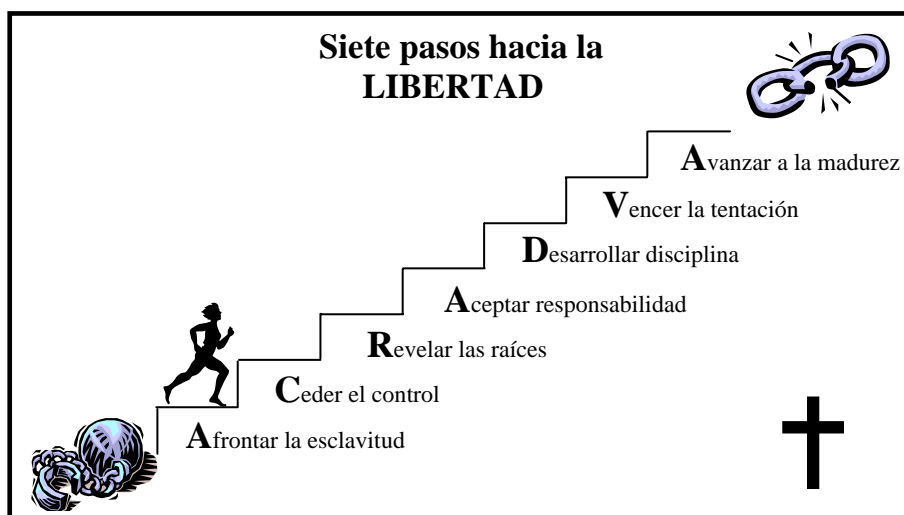 Siete pasos hacia la
LIBERTAD
Avanzar a la madurez
Vencer la tentación
Desarrollar disciplina
Aceptar responsabilidad
Revelar las raíces
Ceder el control
Afrontar la esclavitud